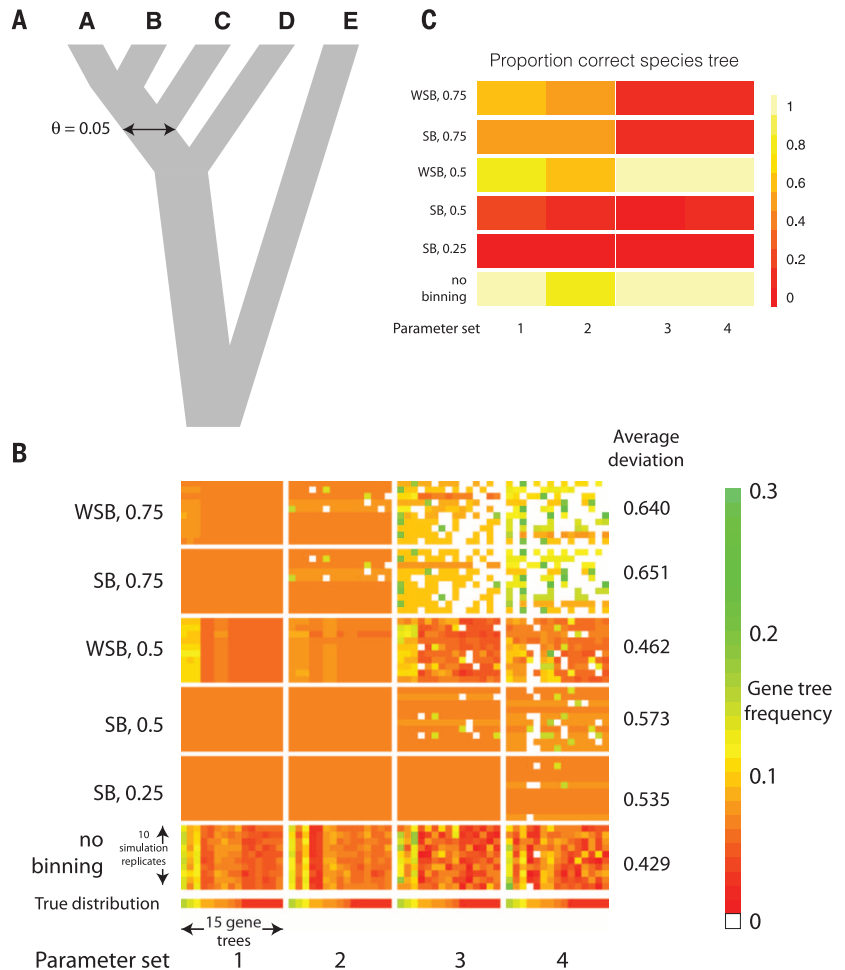 A
A B C D E
θ = 0.05
C
Proportion correct species tree
WSB, 0.75
SB, 0.75
WSB, 0.5
SB, 0.5
SB, 0.25
no
binning
1
0.8
0.6
0.4
0.2
0
Parameter set 1 2 3 4
B
Average
deviation
WSB, 0.75 0.640
SB, 0.75 0.651
WSB, 0.5 0.462
SB, 0.5 0.573
SB, 0.25 0.535
no
binning
10
simulation
replicates
0.429
True distribution
15 gene
trees
Parameter set 1 2 3 4
0.3
0.2
Gene tree
frequency
0.1
0